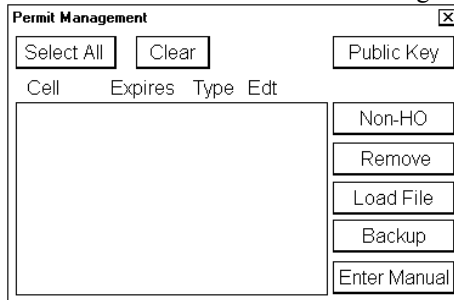 Permit Management
Select All Clear Public Key
Cell Expires Type Edt
Non-HO
Remove
Load File
Backup
Enter Manual